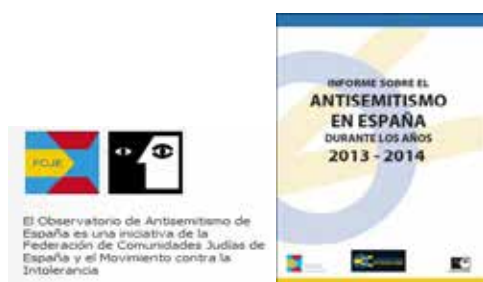 FCJE
El Observatorio de Antisemitismo de
España es una iniciativa de la
Federación de Comunidades Judías de
España y el Movimiento contra la
Intolerancia
INFORME SOBRE EL
ANTISEMITISMO
EN ESPAÑA
DURANTE LOS AÑOS
2013 - 2014